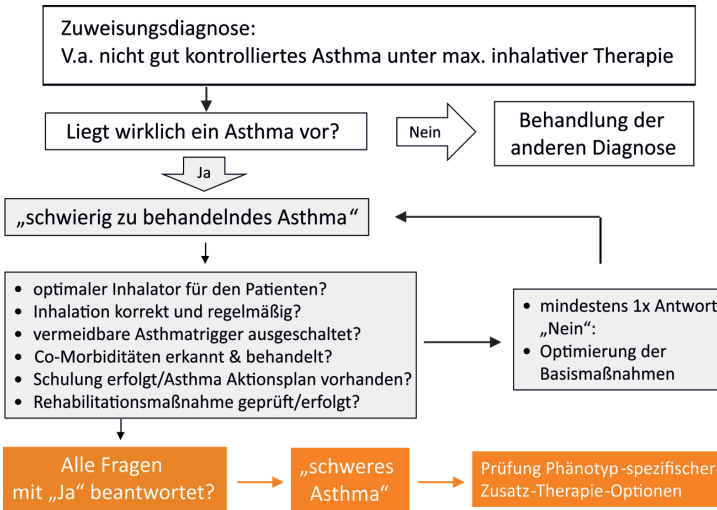 Zuweisungsdiagnose:
V.a. nicht gut kontrolliertes Asthma unter max. inhalativer Therapie
Liegt wirklich ein Asthma vor?
Nein
Behandlung der
anderen Diagnose
Ja
„schwierig zu behandelndes Asthma“
• optimaler Inhalator für den Patienten?
• Inhalation korrekt und regelmäßig?
• vermeidbare Asthmatrigger ausgeschaltet?
• Co-Morbiditäten erkannt & behandelt?
• Schulung erfolgt/Asthma Aktionsplan vorhanden?
• Rehabilitationsmaßnahme geprüft/erfolgt?
• mindestens 1x Antwort
„Nein“:
• Optimierung der
Basismaßnahmen
Alle Fragen
mit „Ja“ beantwortet?
„schweres
Asthma“
Prüfung Phänotyp-spezifischer
Zusatz-Therapie-Optionen